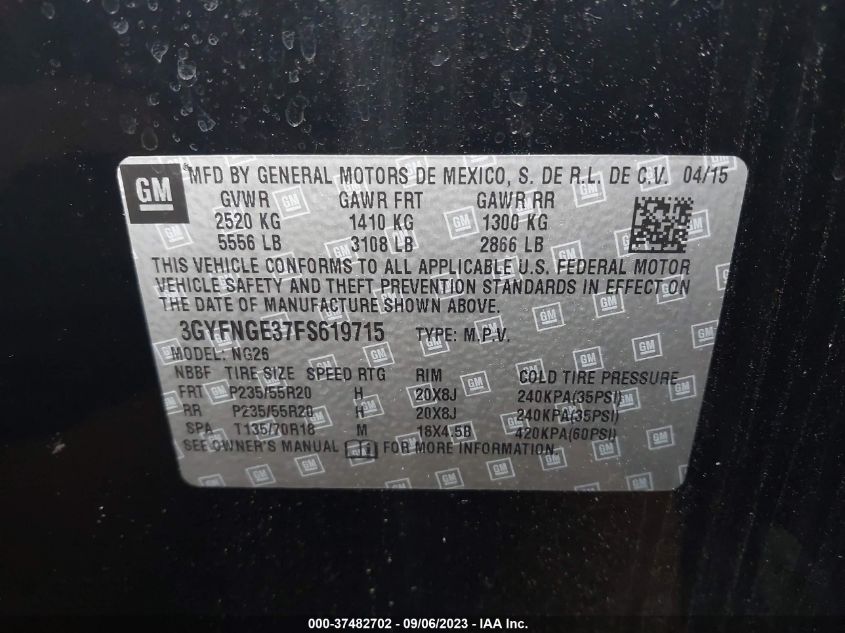 GM
MFD BY GENERAL MOTORS DE MEXICO, S. DE R.L. DE C.V. 04/15
GVWR GAWR FRT GAWR RR
2520 KG 1410 KG 1300 KG
5556 LB 3108 LB 2866 LB
THIS VEHICLE CONFORMS TO ALL APPLICABLE U.S. FEDERAL MOTOR
VEHICLE SAFETY AND THEFT PREVENTION STANDARDS IN EFFECT ON
THE DATE OF MANUFACTURE SHOWN ABOVE.
3GYFNGE37FS619715 TYPE: M.P.V.
MODEL: NG26
NBBF TIRE SIZE SPEED RTG RIM COLD TIRE PRESSURE
FRT P235/55R20 H 20X8J 240KPA(35PSI)
RR P235/55R20 H 20X8J 240KPA(35PSI)
SPA T135/70R18 M 18X4.5B 420KPA(60PSI)
SEE OWNER'S MANUAL FOR MORE INFORMATION.
000-37482702 - 09/06/2023 - IAA Inc.